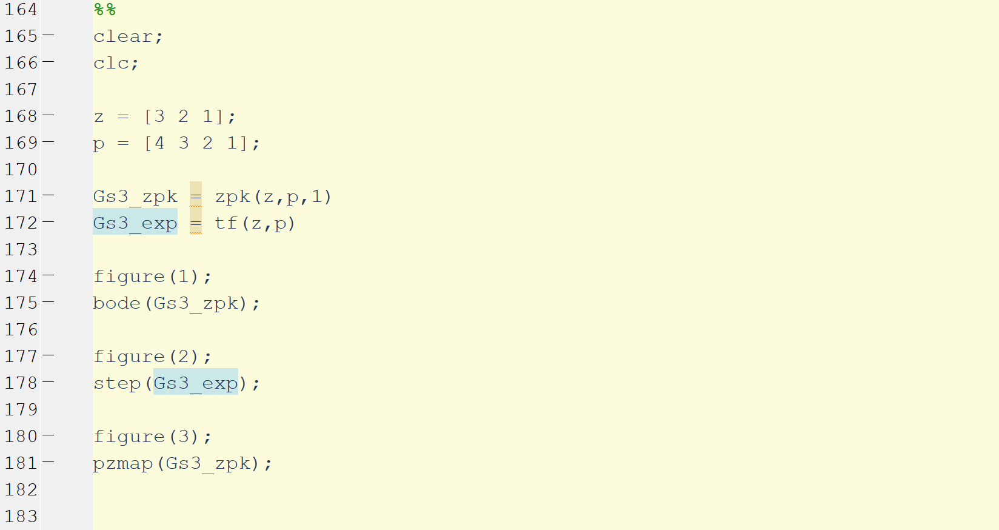 164 %%
165 – clear;
166 – clc;
167
168 – z = [3 2 1];
169 – p = [4 3 2 1];
170
171 – Gs3_zpk = zpk(z,p,1)
172 – Gs3_exp = tf(z,p)
173
174 – figure(1);
175 – bode(Gs3_zpk);
176
177 – figure(2);
178 – step(Gs3_exp);
179
180 – figure(3);
181 – pzmap(Gs3_zpk);
182
183